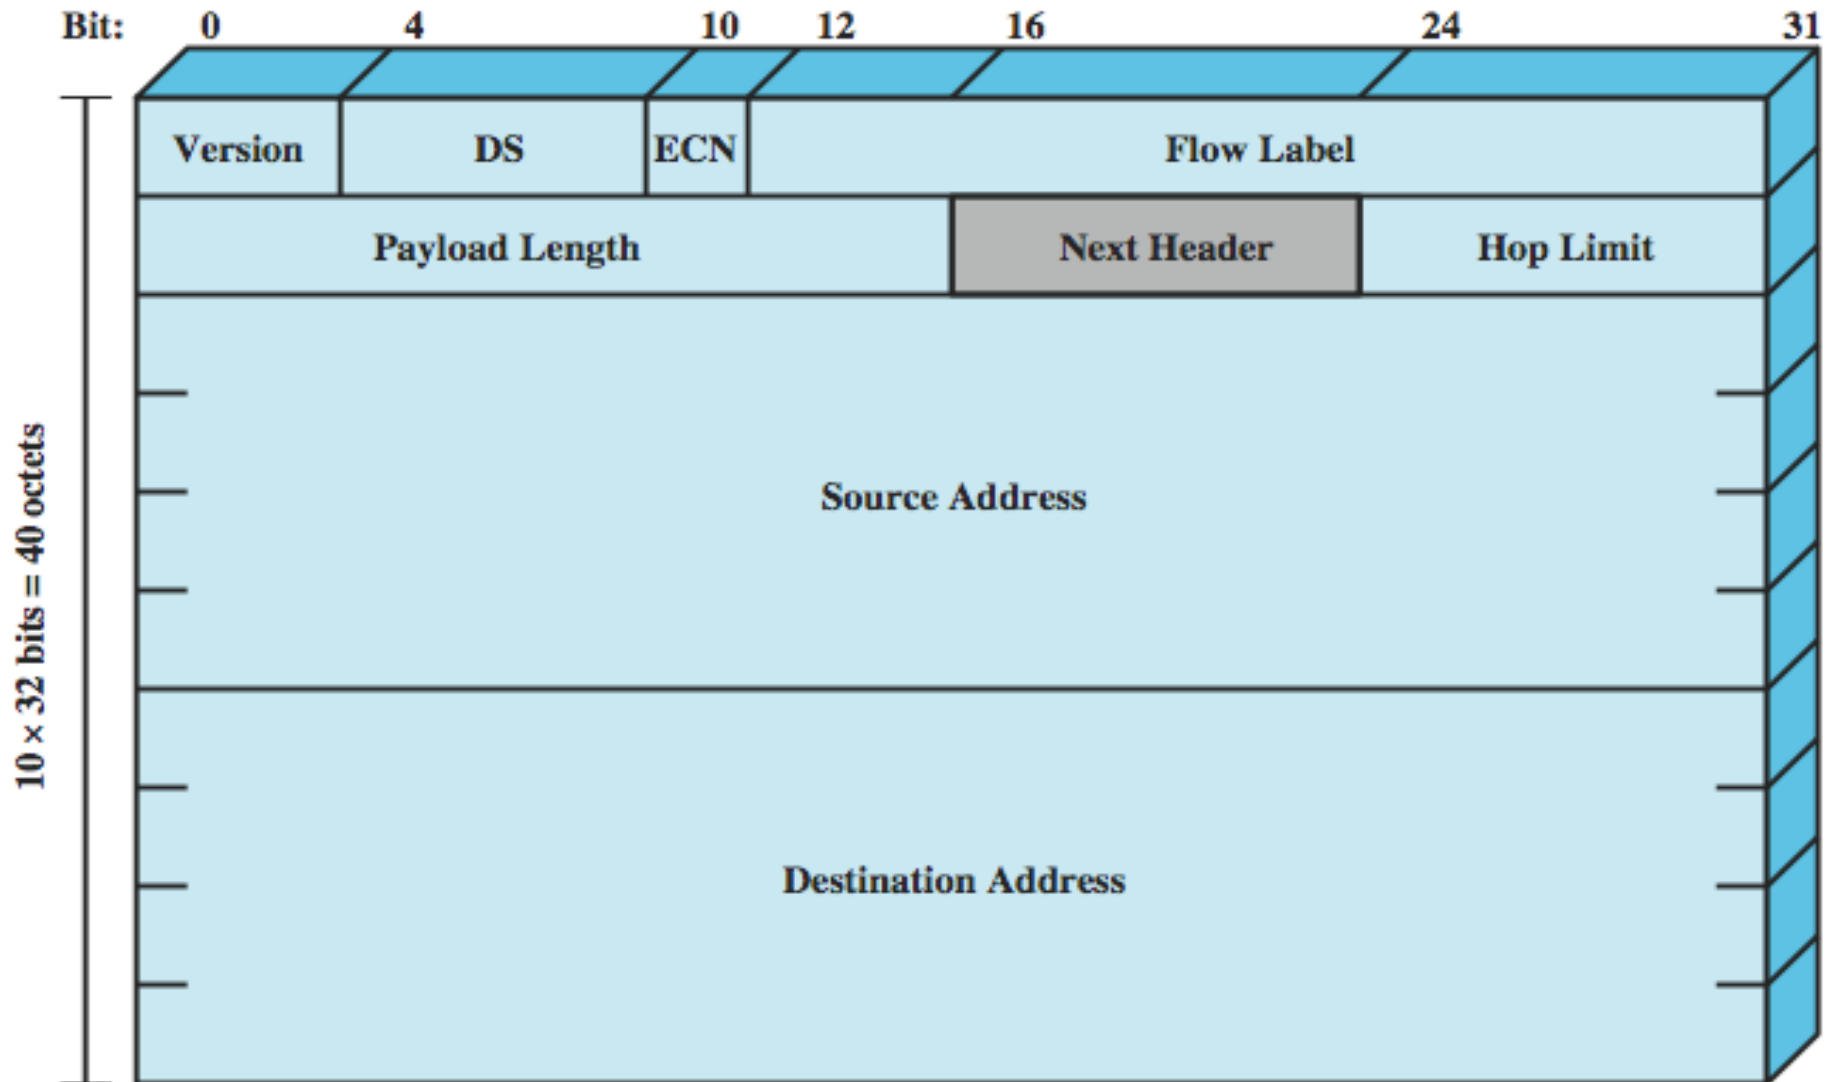 Bit: 0 4 10 12 16 24 31
Version DS ECN Flow Label
Payload Length Next Header Hop Limit
Source Address
Destination Address
10 × 32 bits = 40 octets